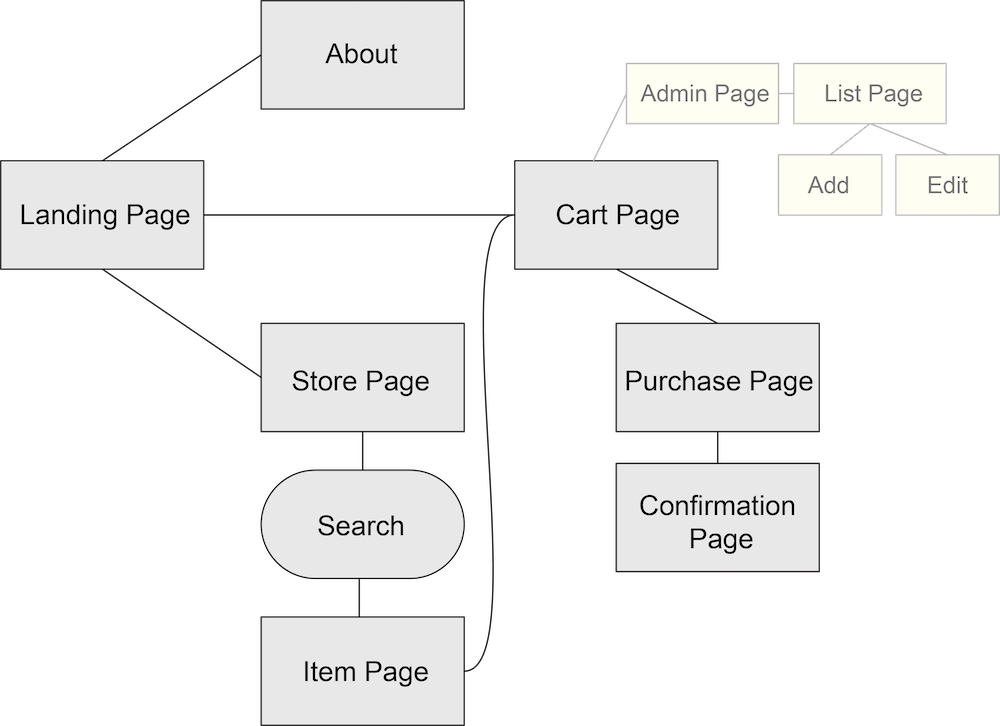 About
Admin Page
List Page
Add
Edit
Landing Page
Cart Page
Store Page
Purchase Page
Search
Confirmation
Page
Item Page